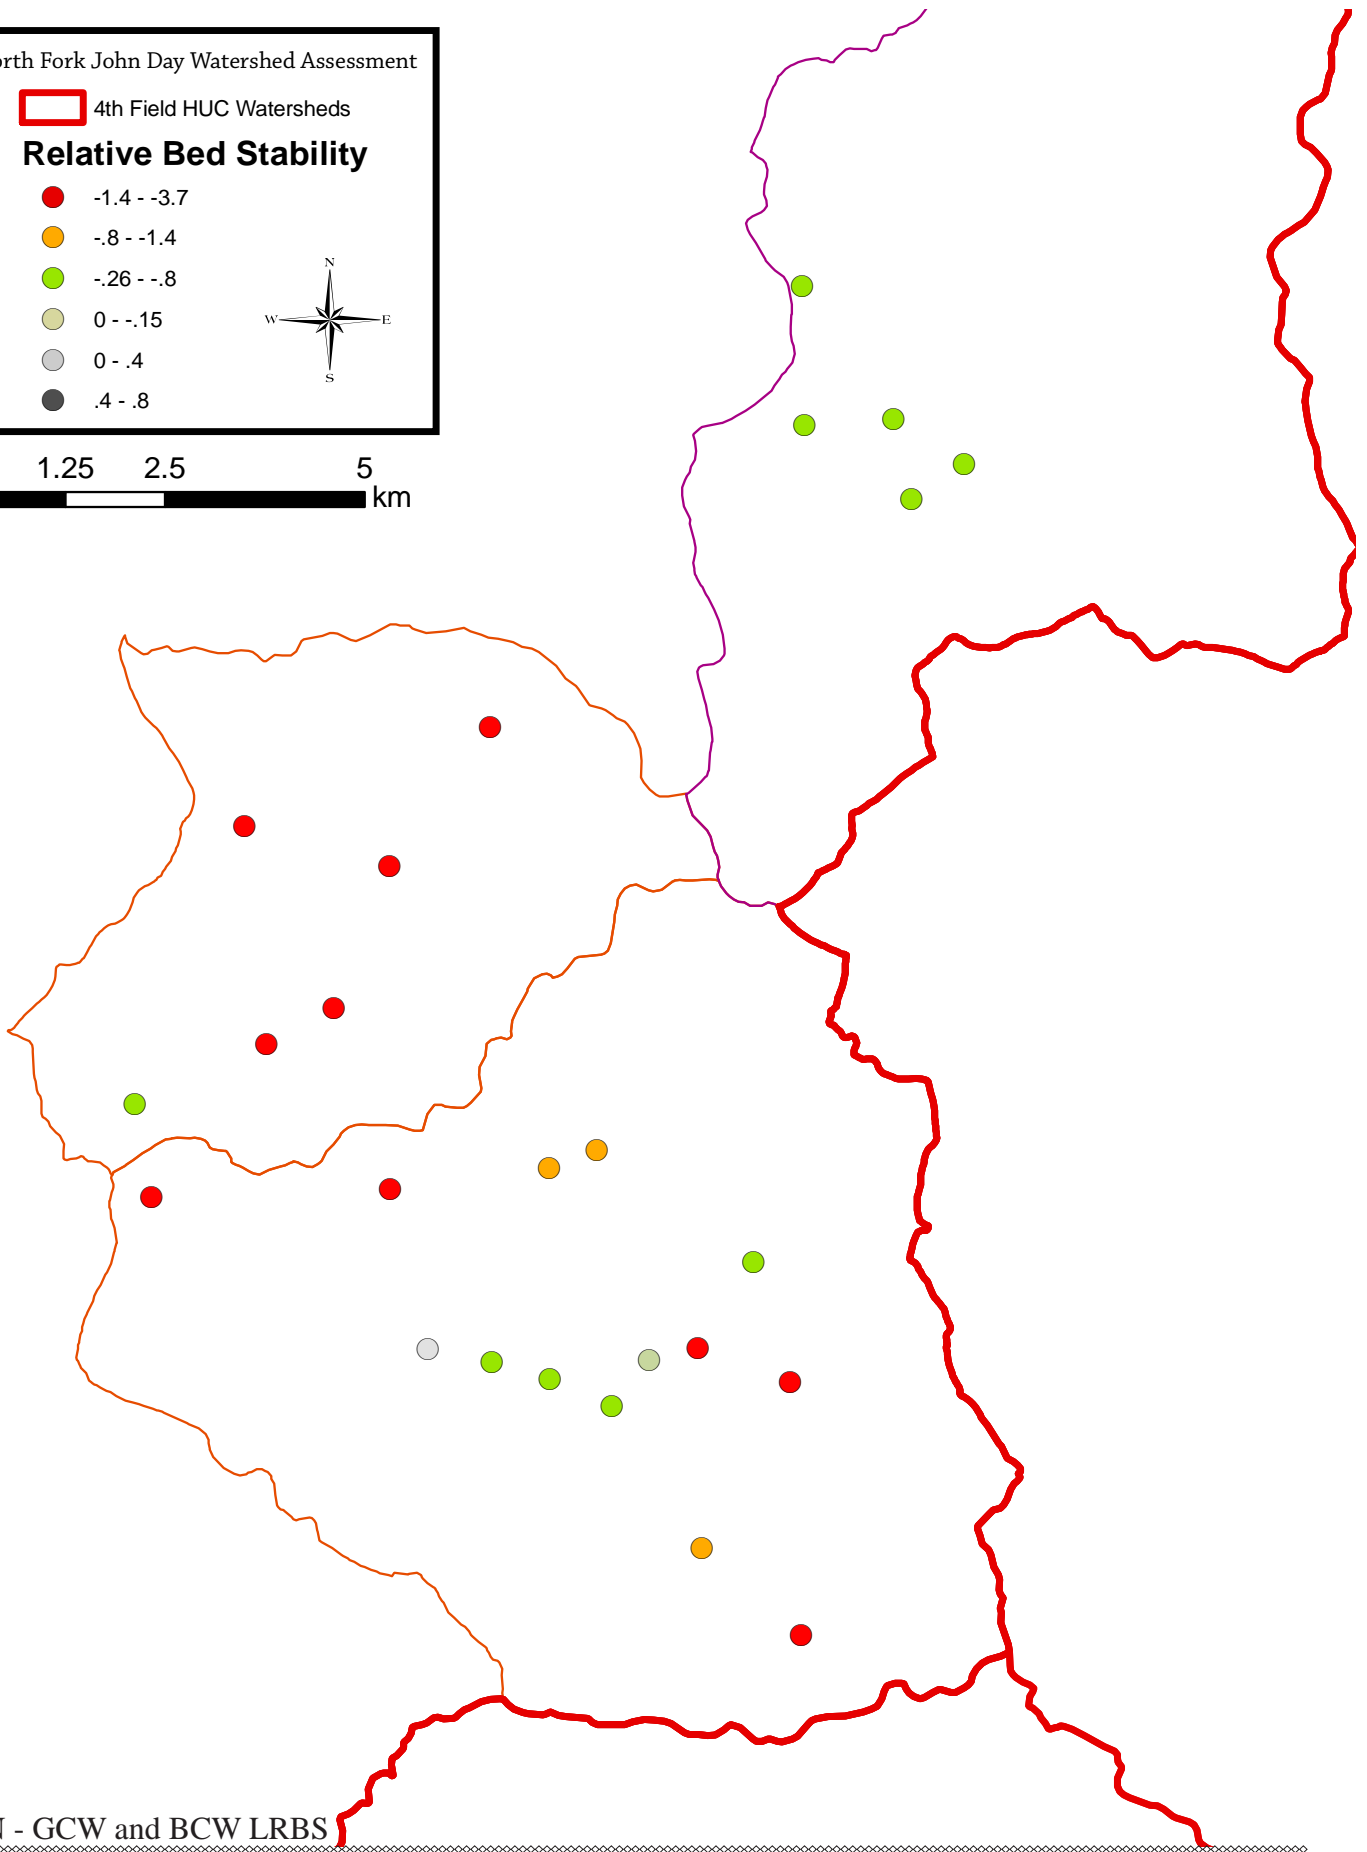 Fork John Day Watershed Assessment
4th Field HUC Watersheds
Relative Bed Stability
-1.4 - -3.7
-.8 - -1.4
-.26 - -.8
0 - -.15
0 - .4
.4 - .8
N
W E
S
1.25 2.5 5
km
- GCW and BCW LRBS